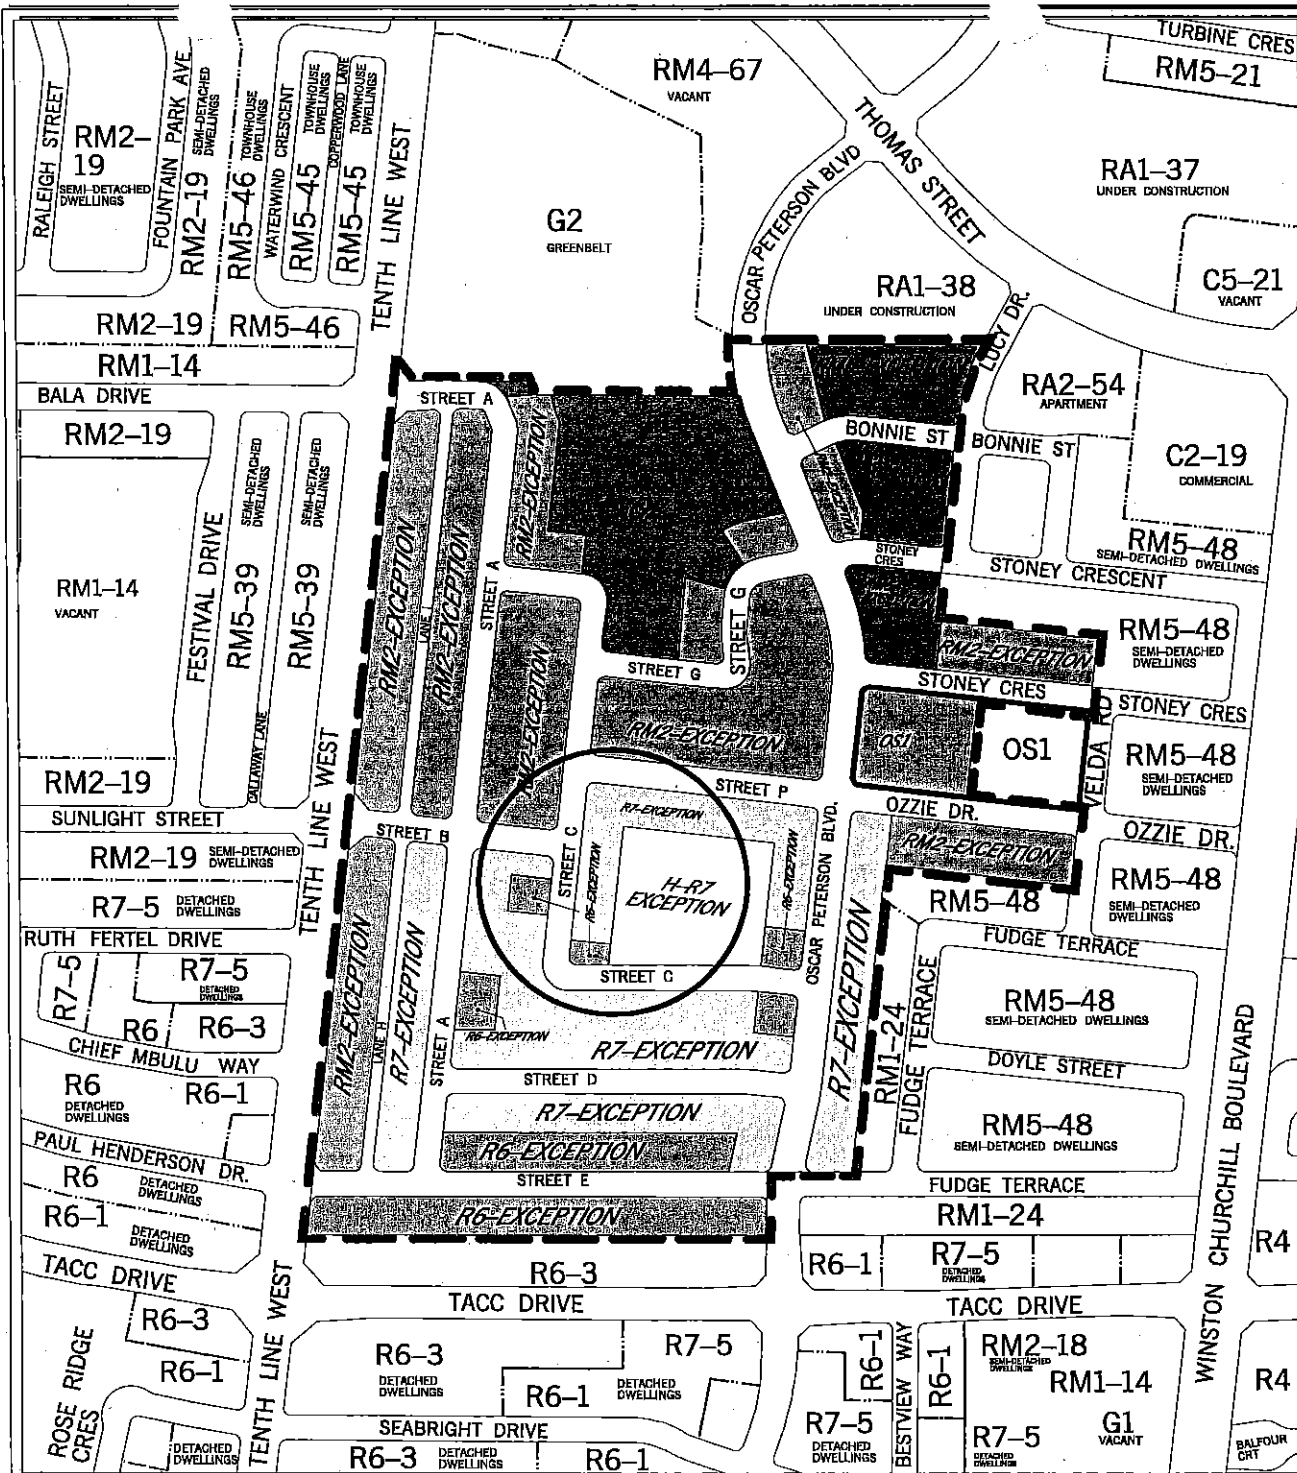 TURBINE CRES
RM5-21
RM4-67
VACANT
THOMAS STREET
RALEIGH STREET
RM2-
19
SEMI-DETACHED
DWELLINGS
FOUNTAIN PARK AVE
SEMI-DETACHED
DWELLINGS
RM2-19
TOWNHOUSE
DWELLINGS
RM5-46
WATERWIND CRESCENT
TOWNHOUSE
DWELLINGS
RM5-45
COPPERWOOD LANE
TOWNHOUSE
DWELLINGS
RM5-45
TENTH LINE WEST
G2
GREENBELT
OSCAR PETERSON BLVD
RA1-37
UNDER CONSTRUCTION
RA1-38
UNDER CONSTRUCTION
C5-21
VACANT
LUCY DR.
RM2-19
RM5-46
RM1-14
BALA DRIVE
RM2-19
STREET A
RA2-54
APARTMENT
BONNIE ST
BONNIE ST
C2-19
COMMERCIAL
RM5-48
SEMI-DETACHED DWELLINGS
STONEY CRESCENT
STONEY
CRES
RM1-14
VACANT
FESTIVAL DRIVE
SEMI-DETACHED
DWELLINGS
RM5-39
SEMI-DETACHED
DWELLINGS
RM5-39
CALLAWAY LANE
TENTH LINE WEST
RM2-EXCEPTION
LANE I
RM2-EXCEPTION
STREET A
RM2-EXCEPTION
RM2-EXCEPTION
STREET G
STREET G
RM2-EXCEPTION
RM2-EXCEPTION
RM5-48
SEMI-DETACHED
DWELLINGS
STONEY CRES
STONEY CRES
VELDA RD
OS1
OS1
RM5-48
SEMI-DETACHED
DWELLINGS
RM2-19
SUNLIGHT STREET
RM2-19
SEMI-DETACHED
DWELLINGS
R7-5
DETACHED
DWELLINGS
RUTH FERTEL DRIVE
STREET P
OZZIE DR.
OZZIE DR.
STREET B
STREET C
R7-EXCEPTION
R6-EXCEPTION
H-R7
EXCEPTION
R6-EXCEPTION
OSCAR PETERSON BLVD.
RM2-EXCEPTION
RM5-48
SEMI-DETACHED
DWELLINGS
RM5-48
FUDGE TERRACE
STREET C
R7-5
R7-5
DETACHED
DWELLINGS
R6
R6-3
CHIEF MBULU WAY
R6
DETACHED
DWELLINGS
R6-1
RM2-EXCEPTION
LANE H
R7-EXCEPTION
STREET A
R6-EXCEPTION
R7-EXCEPTION
STREET D
R7-EXCEPTION
R7-EXCEPTION
RM1-24
FUDGE TERRACE
RM5-48
SEMI-DETACHED DWELLINGS
DOYLE STREET
RM5-48
SEMI-DETACHED DWELLINGS
WINSTON CHURCHILL BOULEVARD
PAUL HENDERSON DR.
R6
DETACHED
DWELLINGS
R6-1
DETACHED
DWELLINGS
R6-EXCEPTION
STREET E
R6-EXCEPTION
FUDGE TERRACE
RM1-24
R4
TACC DRIVE
TENTH LINE WEST
R6-3
R6-1
R7-5
DETACHED
DWELLINGS
TACC DRIVE
TACC DRIVE
R6-3
R6-1
ROSE RIDGE
CRES
DETACHED
DWELLINGS
R6-3
DETACHED
DWELLINGS
R7-5
R6-1
DETACHED
DWELLINGS
SEABRIGHT DRIVE
R6-3
DETACHED
DWELLINGS
R6-1
R6-1
BESTVIEW WAY
R6-1
R7-5
DETACHED
DWELLINGS
RM2-18
SEMI-DETACHED
DWELLINGS
RM1-14
R7-5
DETACHED
DWELLINGS
G1
VACANT
R4
BALFOUR
CRT